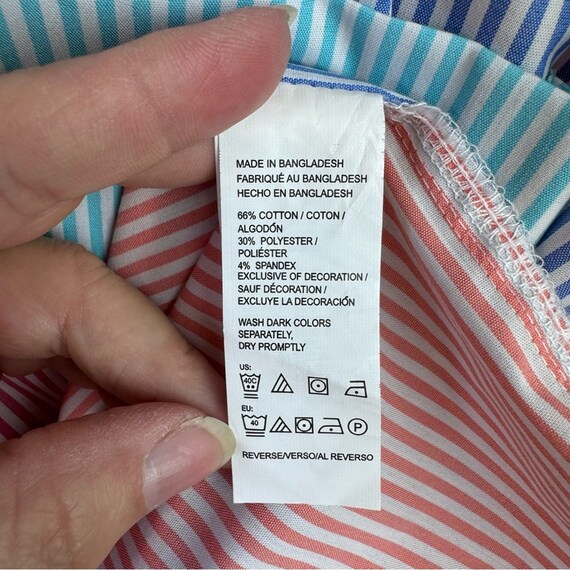 MADE IN BANGLADESH
FABRIQUÉ AU BANGLADESH
HECHO EN BANGLADESH
66% COTTON / COTON /
ALGODÓN
30% POLYESTER /
POLIÉSTER
4% SPANDEX
EXCLUSIVE OF DECORATION /
SAUF DÉCORATION /
EXCLUYE LA DECORACIÓN
WASH DARK COLORS
SEPARATELY,
DRY PROMPTLY
US:
40C
EU:
40 P
REVERSE/VERSO/AL REVERSO